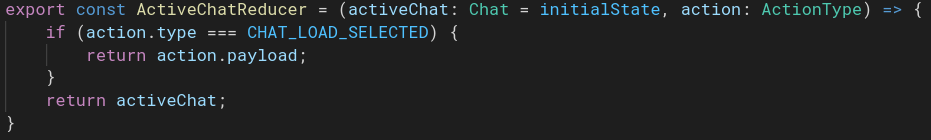 export const ActiveChatReducer = (activeChat: Chat = initialState, action: ActionType) => {
    if (action.type === CHAT_LOAD_SELECTED) {
        return action.payload;
    }
    return activeChat;
}